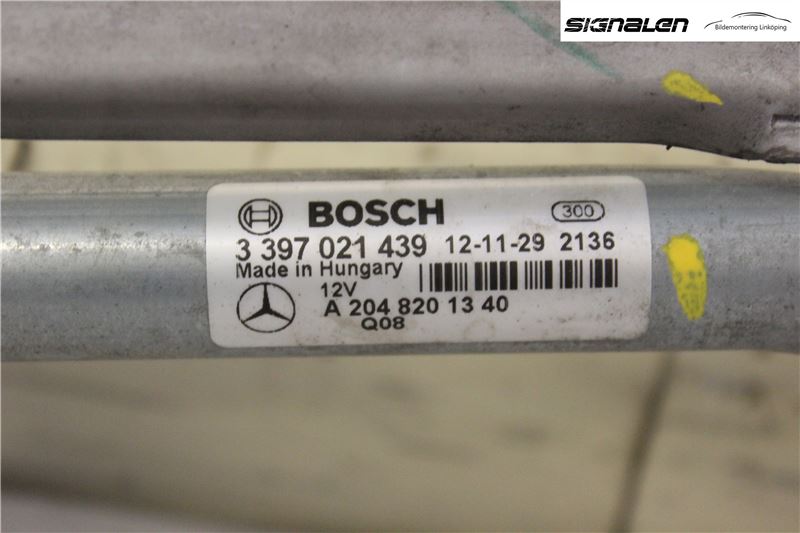 SIGNALEN
Bildemontering Linköping
BOSCH 300
3 397 021 439 12-11-29 2136
Made in Hungary
12V
A 204 820 13 40
Q08